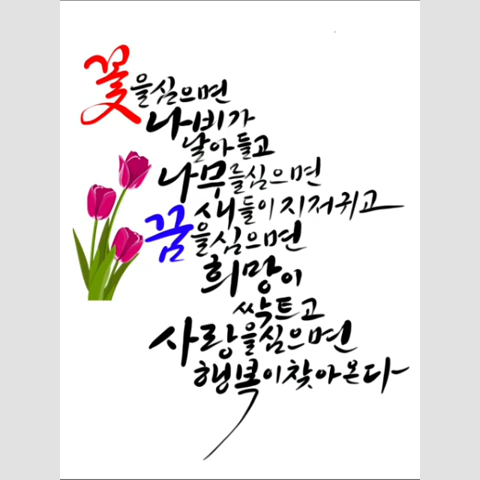 꽃을심으면
나비가
날아들고
나무를심으면
새들이지저귀고
꿈을심으면
희망이
싹트고
사랑을심으면
행복이찾아온다